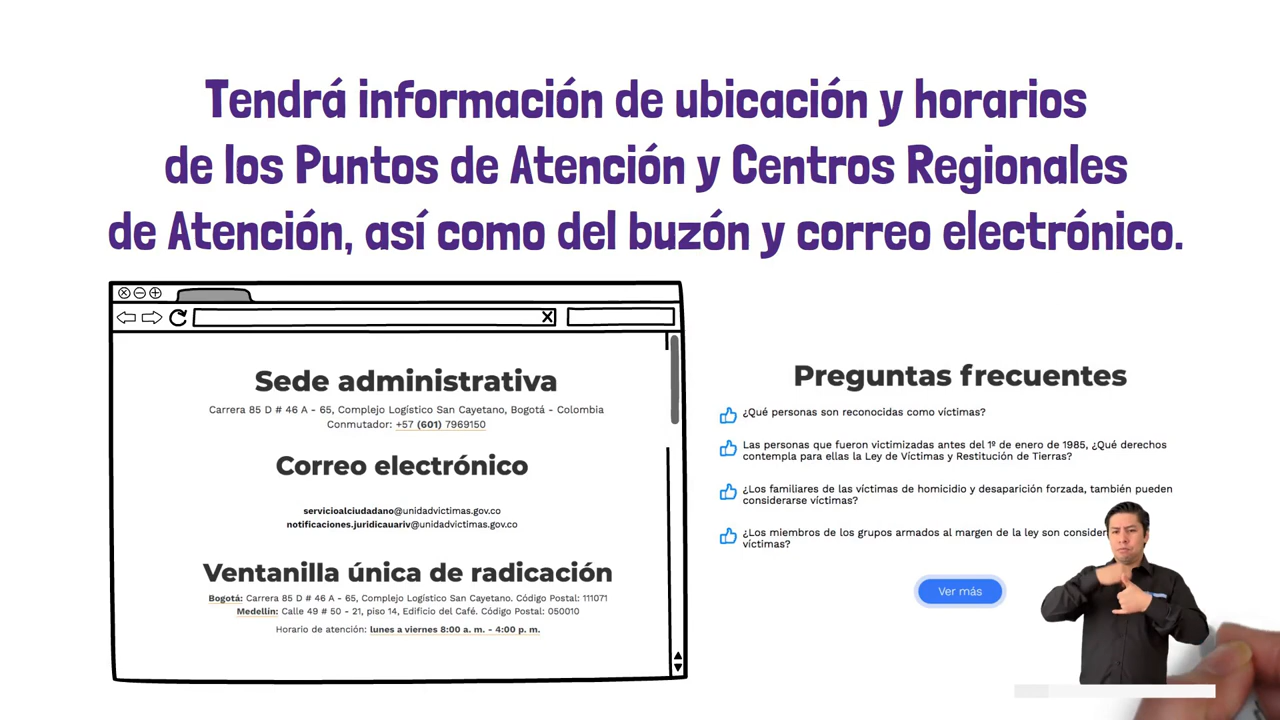 Tendrá información de ubicación y horarios
de los Puntos de Atención y Centros Regionales
de Atención, así como del buzón y correo electrónico.
Sede administrativa
Carrera 85 D # 46 A - 65, Complejo Logístico San Cayetano, Bogotá - Colombia
Conmutador: +57 (601) 7969150
Correo electrónico
servicioalciudadano@unidadvictimas.gov.co
notificaciones.juridicauariv@unidadvictimas.gov.co
Ventanilla única de radicación
Bogotá: Carrera 85 D # 46 A - 65, Complejo Logístico San Cayetano. Código Postal: 111071
Medellín: Calle 49 # 50 - 21, piso 14, Edificio del Café. Código Postal: 050010
Horario de atención: lunes a viernes 8:00 a. m. - 4:00 p. m.
Preguntas frecuentes
¿Qué personas son reconocidas como víctimas?
Las personas que fueron victimizadas antes del 1º de enero de 1985, ¿Qué derechos
contempla para ellas la Ley de Víctimas y Restitución de Tierras?
¿Los familiares de las víctimas de homicidio y desaparición forzada, también pueden
considerarse víctimas?
¿Los miembros de los grupos armados al margen de la ley son consider
víctimas?
Ver más